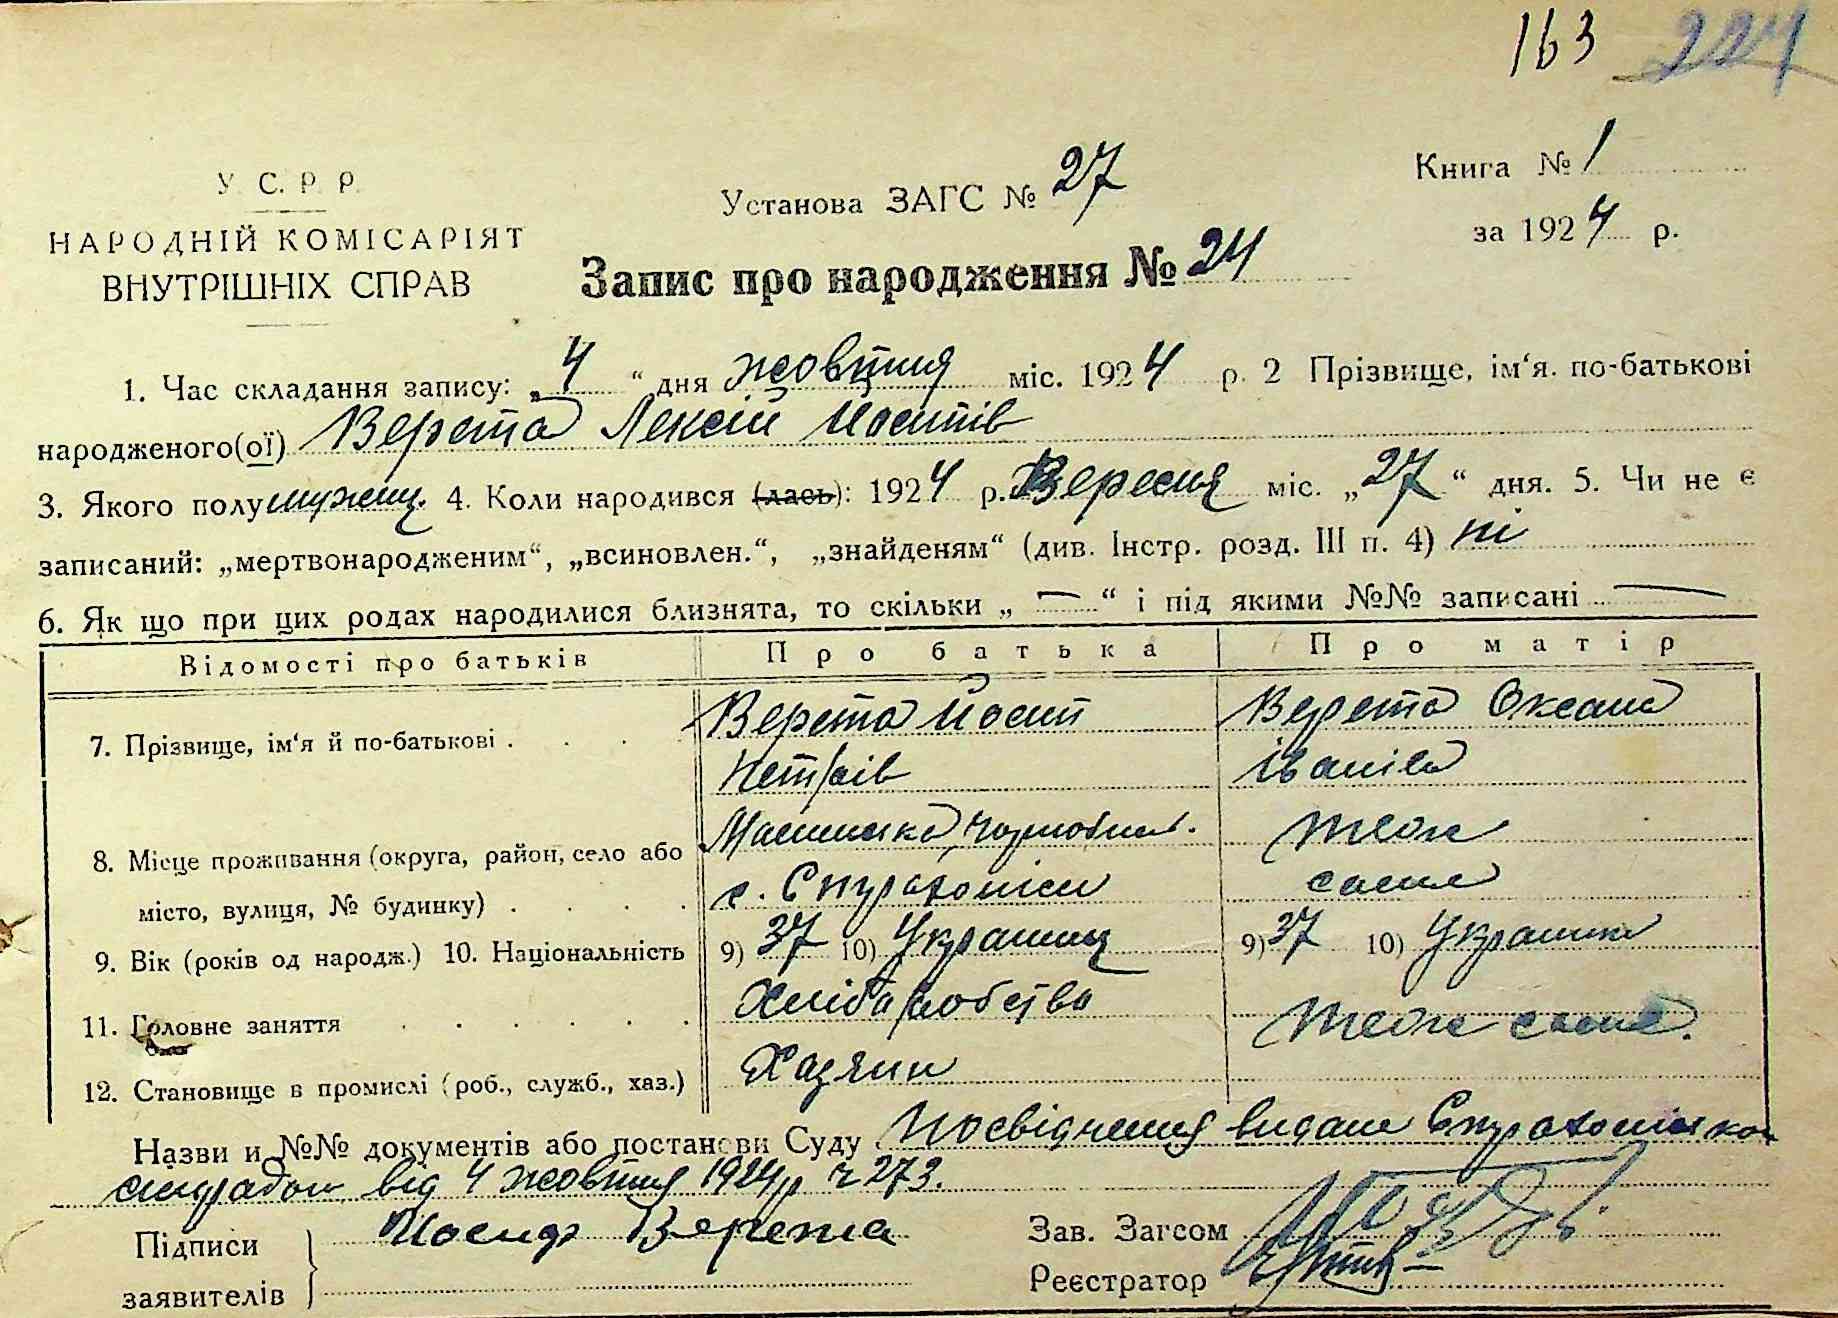 163 224
У. С. Р. Р.
НАРОДНІЙ КОМІСАРІЯТ
ВНУТРІШНІХ СПРАВ
Установа ЗАГС № 27
Книга № 1
за 1924 р.
Запис про народження № 24
1. Час складання запису: „4“ дня жовтня міс. 1924 р. 2 Прізвище, ім‘я. по-батькові
народженого(ої) Верета Лексій Йосипів
3. Якого полу мужчи. 4. Коли народився (лась): 1924 р. Вересня міс. „27“ дня. 5. Чи не є
записаний: „мертвонародженим“, „всиновлен.“, „знайденям“ (див. Інстр. розд. III п. 4) ні
6. Як що при цих родах народилися близнята, то скільки „—“ і під якими №№ записані —
Відомості про батьків Про батька Про матір
7. Прізвище, ім‘я й по-батькові . . . . Верета Йосип Верета Оксана
Петрів Іванівна
8. Місце проживання (округа, район, село або
місто, вулиця, № будинку) . . . . с. теж
саме
9. Вік (років од народж.) 10. Національність 9) 37 10) Українец 9) 37 10) Українка
11. Головне заняття . . . . . . Хліборобство теж саме.
12. Становище в промислі (роб., служб., хаз.) Хазяин
Назви и №№ документів або постанови Суду Посвідчення видане
сільрадою від 4 жовтня 1924 р ч 273.
Підписи
заявителів
Иосиф Верета
Зав. Загсом
Реєстратор